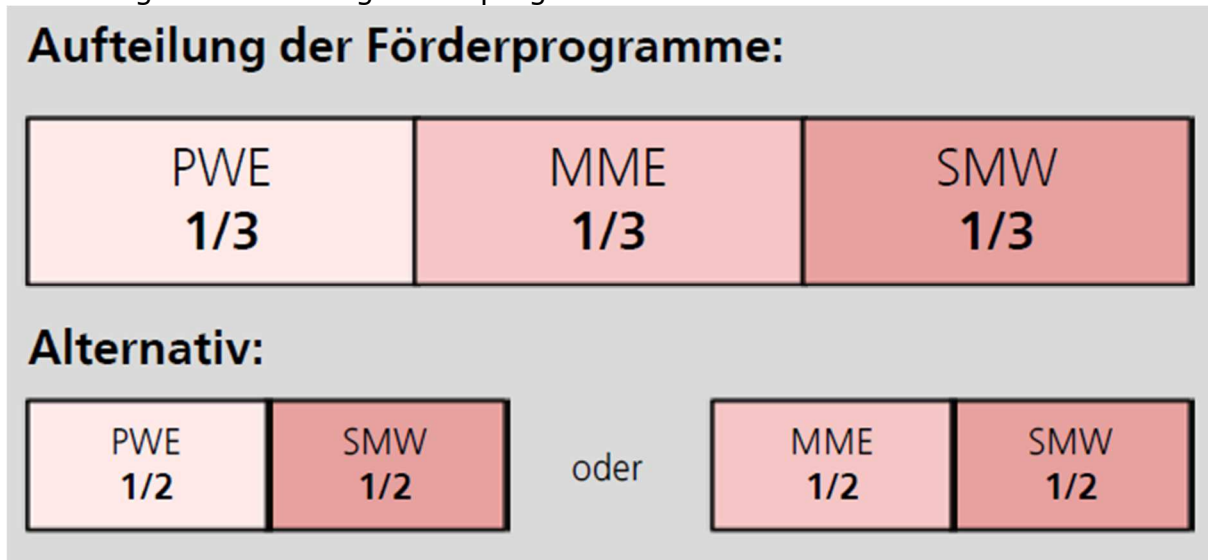 Aufteilung der Förderprogramme:
PWE MME SMW
1/3 1/3 1/3
Alternativ:
PWE SMW oder MME SMW
1/2 1/2 1/2 1/2